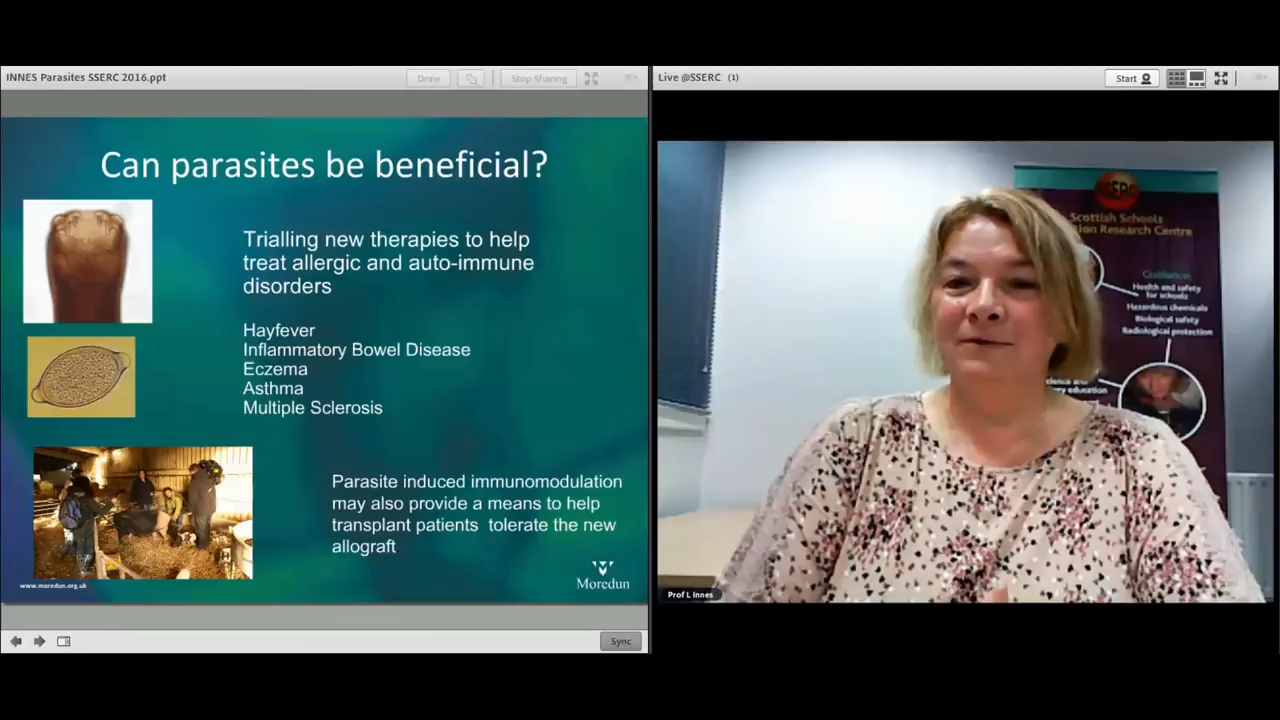 INNES Parasites SSERC 2016.ppt
Draw
Stop Sharing
Can parasites be beneficial?
Trialling new therapies to help
treat allergic and auto-immune
disorders
Hayfever
Inflammatory Bowel Disease
Eczema
Asthma
Multiple Sclerosis
Parasite induced immunomodulation
may also provide a means to help
transplant patients tolerate the new
allograft
www.moredun.org.uk
Moredun
Sync
Live @SSERC (1)
Start
Scottish Schools
Research Centre
Guidance
Health and safety
for schools
Hazardous chemicals
Biological safety
Radiological protection
education
Prof L Innes